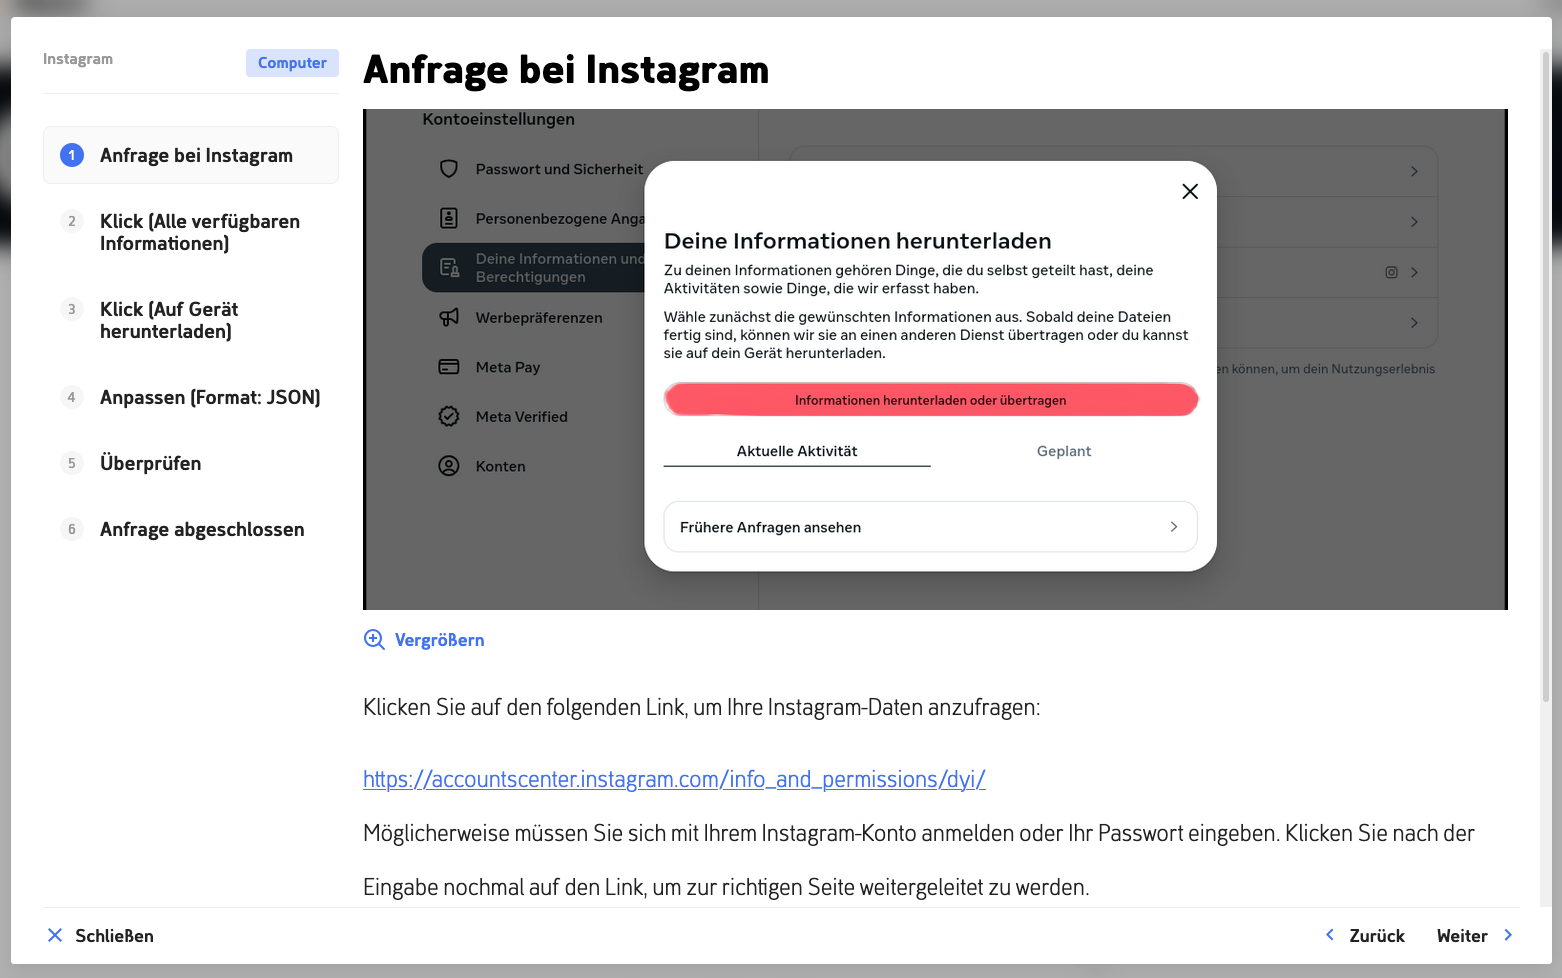 Instagram
Computer
1 Anfrage bei Instagram
2 Klick (Alle verfügbaren
Informationen)
3 Klick (Auf Gerät
herunterladen)
4 Anpassen (Format: JSON)
5 Überprüfen
6 Anfrage abgeschlossen
Anfrage bei Instagram
Kontoeinstellungen
Passwort und Sicherheit
Personenbezogene
Deine Informationen und
Berechtigungen
Werbepräferenzen
Meta Pay
Meta Verified
Konten
Deine Informationen herunterladen
Zu deinen Informationen gehören Dinge, die du selbst geteilt hast, deine
Aktivitäten sowie Dinge, die wir erfasst haben.
Wähle zunächst die gewünschten Informationen aus. Sobald deine Dateien
fertig sind, können wir sie an einen anderen Dienst übertragen oder du kannst
sie auf dein Gerät herunterladen.
Informationen herunterladen oder übertragen
Aktuelle Aktivität
Geplant
Frühere Anfragen ansehen
können, um dein Nutzungserlebnis
Vergrößern
Klicken Sie auf den folgenden Link, um Ihre Instagram-Daten anzufragen:
https://accountscenter.instagram.com/info_and_permissions/dyi/
Möglicherweise müssen Sie sich mit Ihrem Instagram-Konto anmelden oder Ihr Passwort eingeben. Klicken Sie nach der
Eingabe nochmal auf den Link, um zur richtigen Seite weitergeleitet zu werden.
Schließen
Zurück
Weiter